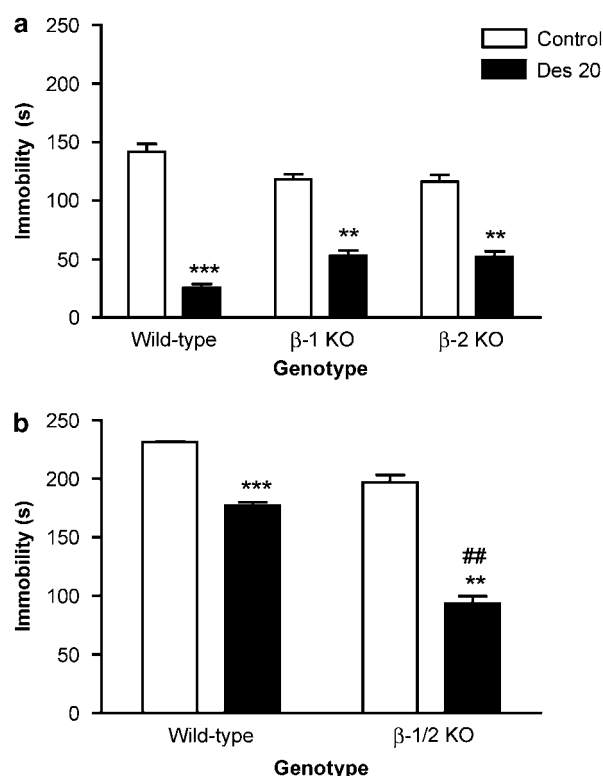 a
Control
Des 20
Immobility (s)
250
200
150
100
50
0
***
**
**
Wild-type β-1 KO β-2 KO
Genotype
b
Immobility (s)
250
200
150
100
50
0
***
##
**
Wild-type β-1/2 KO
Genotype